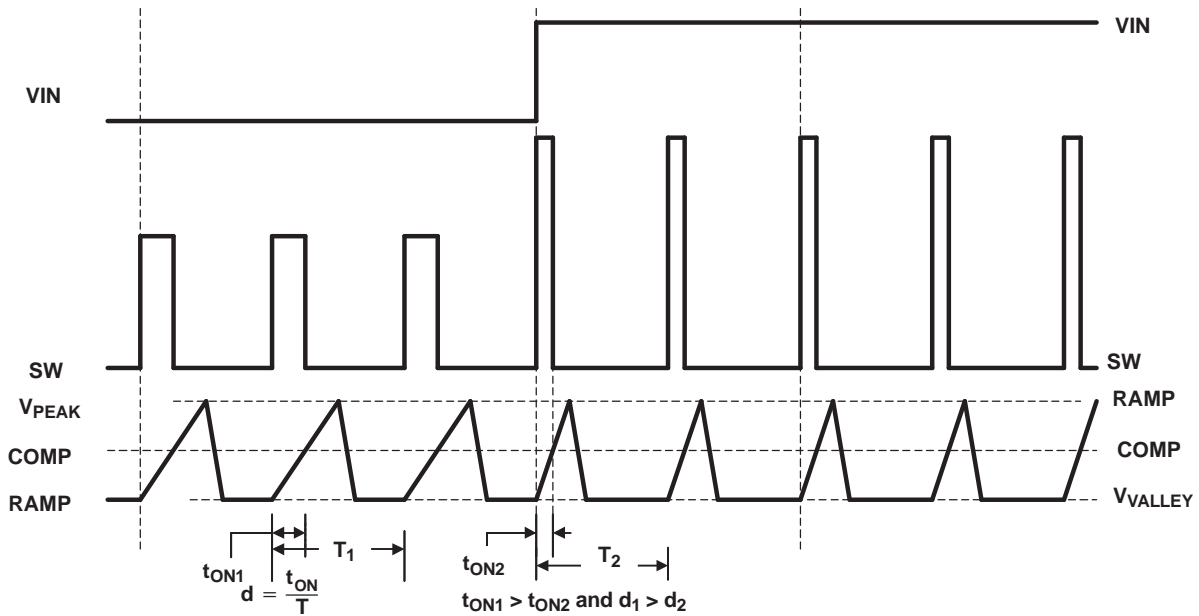 VIN
VIN
SW
SW
VPEAK
RAMP
COMP
COMP
RAMP
VVALLEY
tON1
T1
tON2
T2
d = tON/T
tON1 > tON2 and d1 > d2